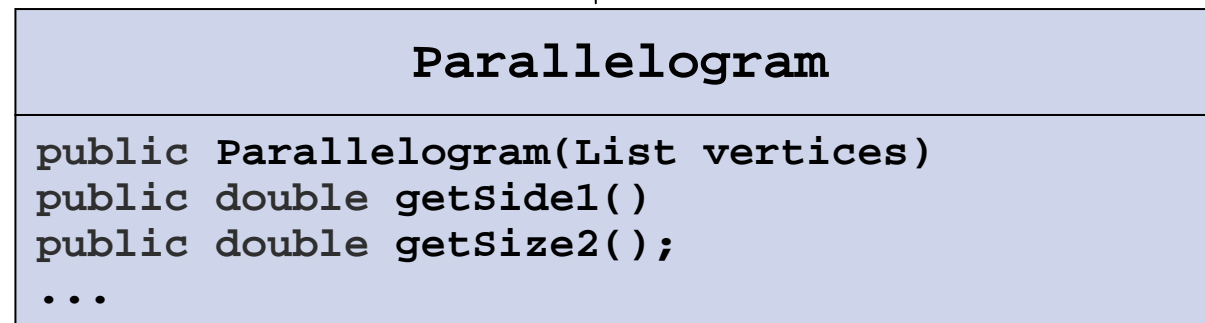 Parallelogram
public Parallelogram(List vertices)
public double getSide1()
public double getSize2();
...